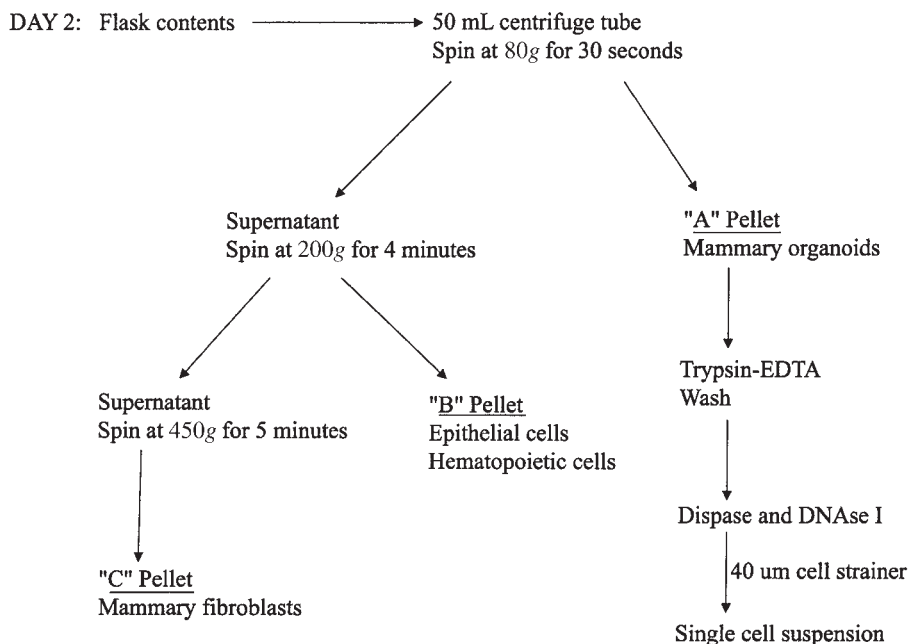 DAY 2: Flask contents
50 mL centrifuge tube
Spin at 80g for 30 seconds
Supernatant
Spin at 200g for 4 minutes
"A" Pellet
Mammary organoids
Supernatant
Spin at 450g for 5 minutes
"B" Pellet
Epithelial cells
Hematopoietic cells
Trypsin-EDTA
Wash
Dispase and DNAse I
40 um cell strainer
"C" Pellet
Mammary fibroblasts
Single cell suspension